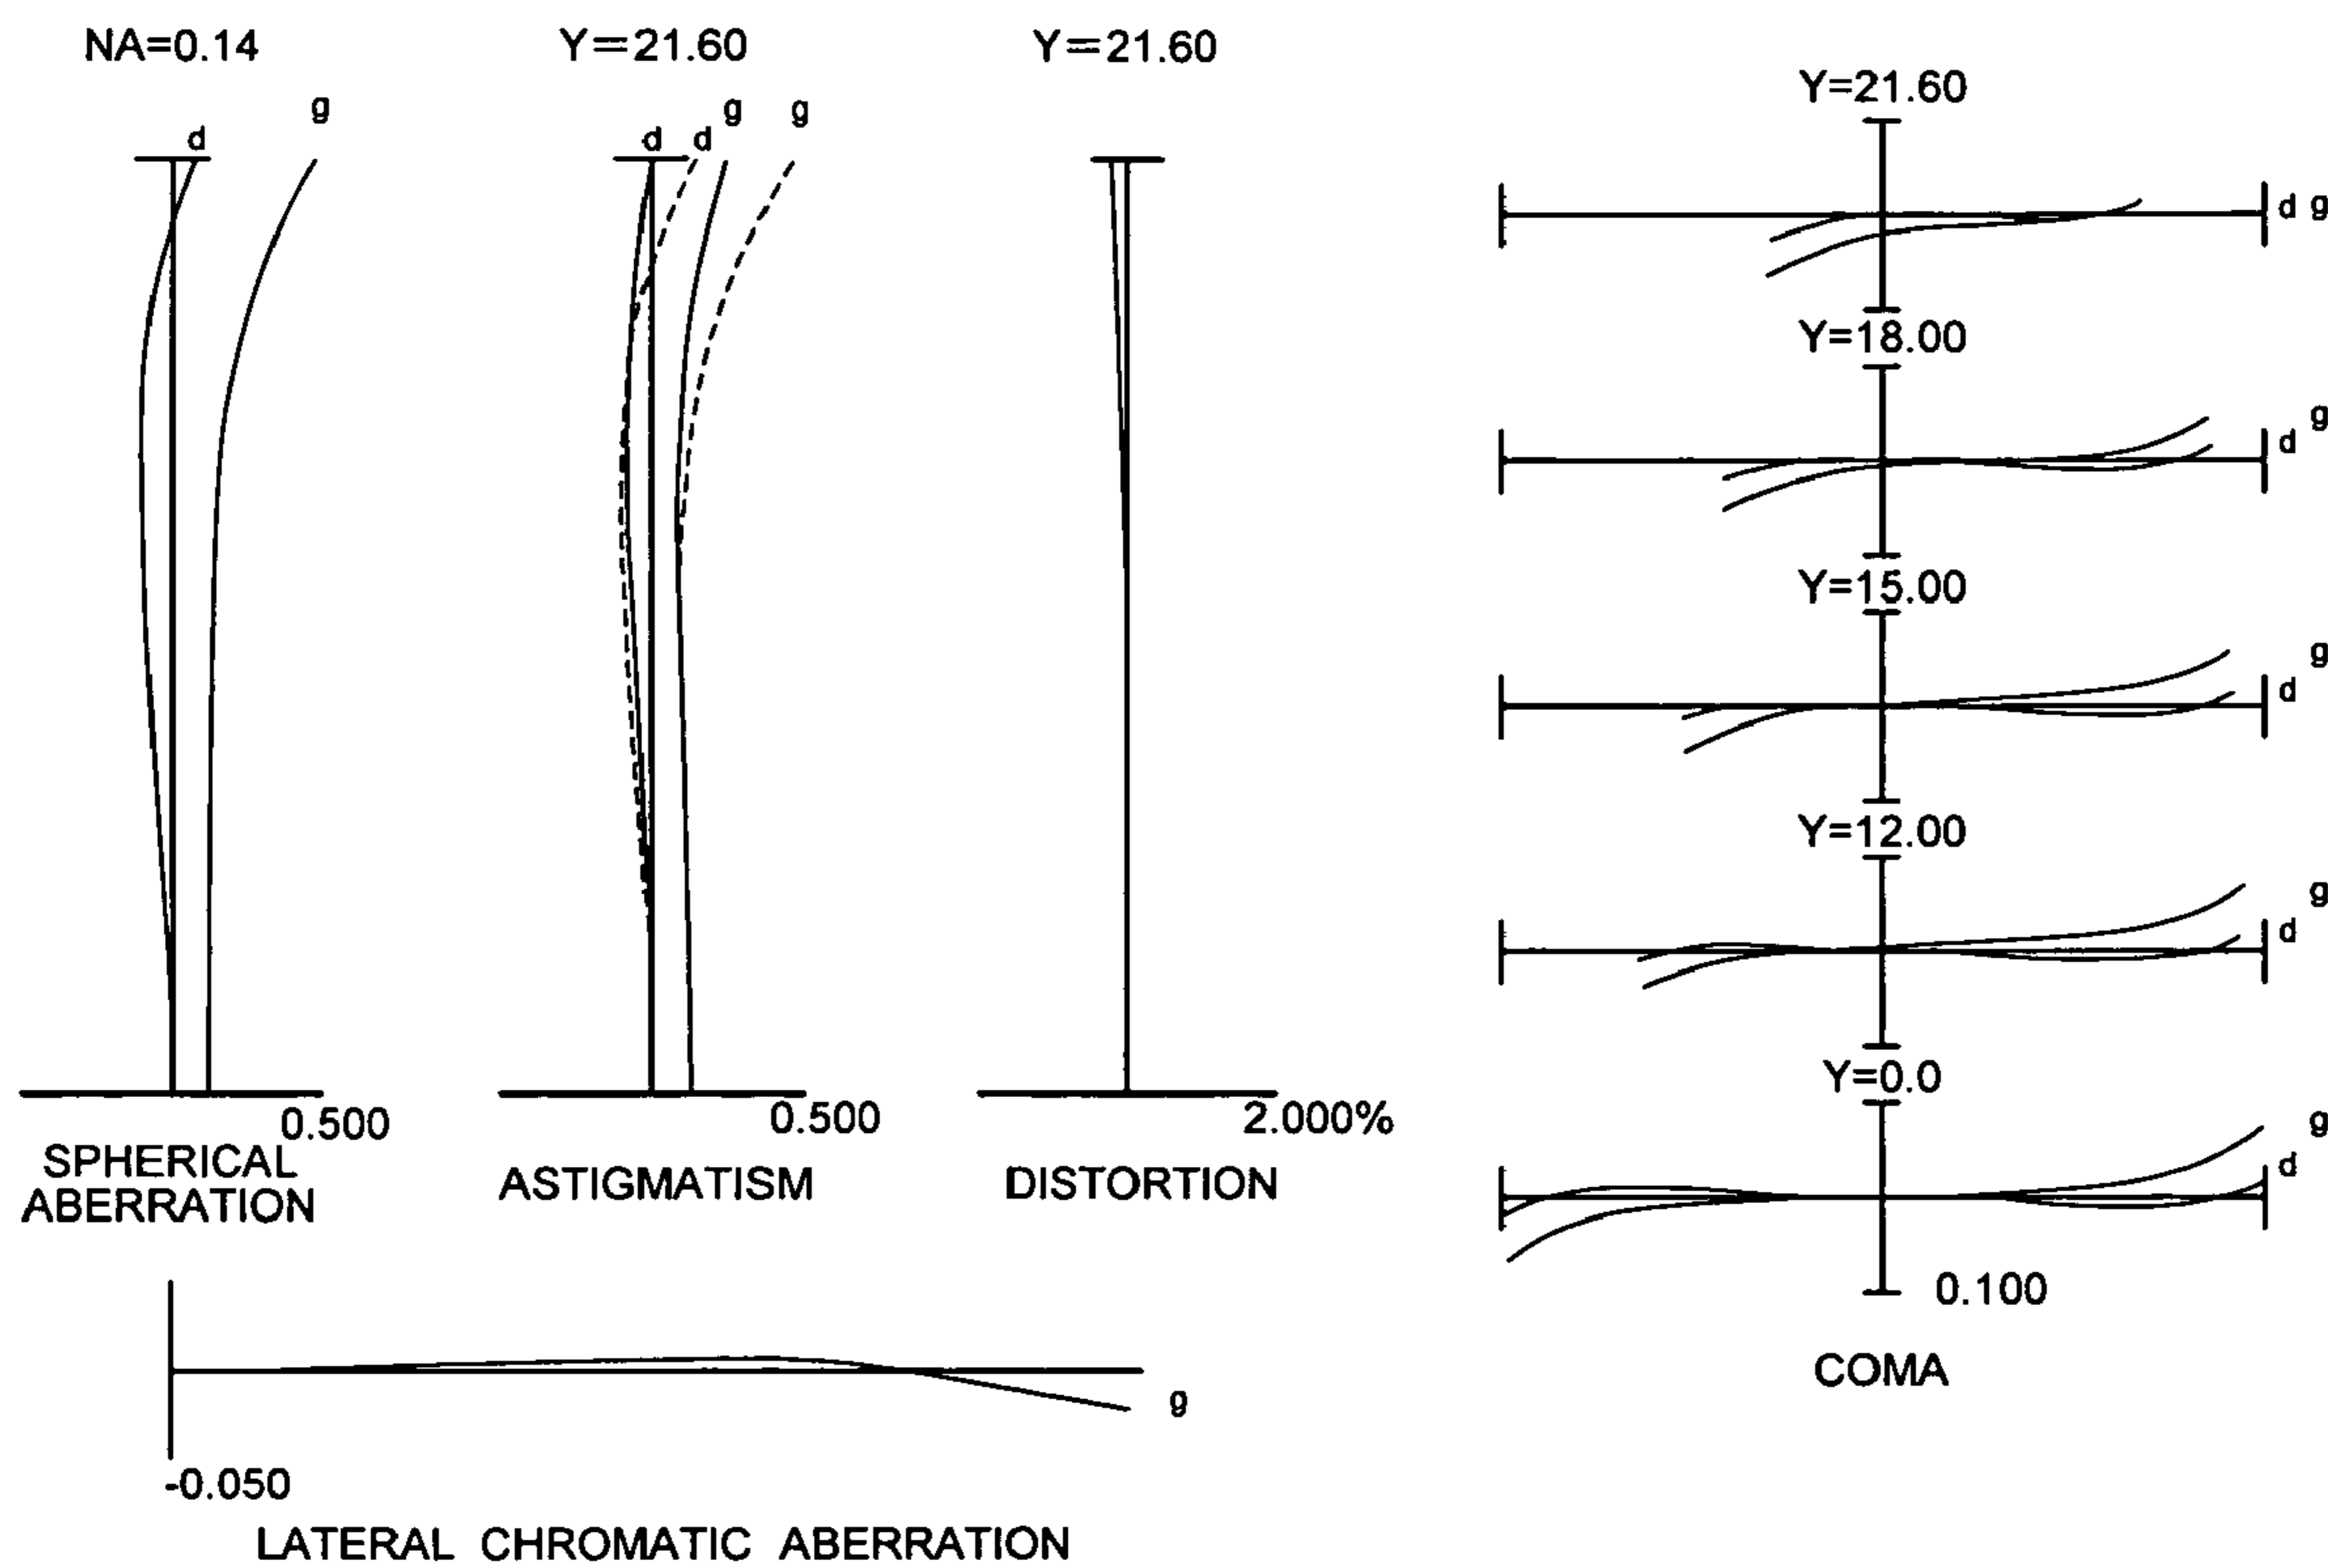 NA=0.14
g
d
SPHERICAL
ABERRATION
0.500
Y=21.60
g g
d d
0.500
ASTIGMATISM
Y=21.60
2.000%
DISTORTION
g
-0.050
LATERAL CHROMATIC ABERRATION
Y=21.60
d g
Y=18.00
g
d
Y=15.00
g
d
Y=12.00
g
d
Y=0.0
g
d
0.100
COMA